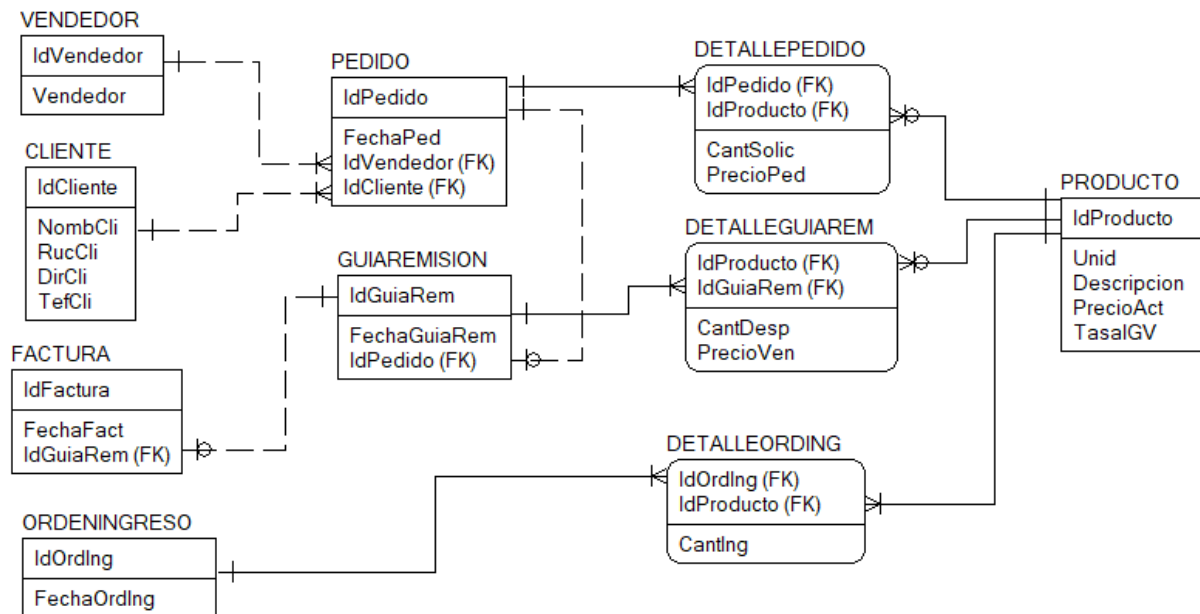 VENDEDOR
IdVendedor
Vendedor
CLIENTE
IdCliente
NombCli
RucCli
DirCli
TefCli
FACTURA
IdFactura
FechaFact
IdGuiaRem (FK)
ORDENINGRESO
IdOrdIng
FechaOrdIng
PEDIDO
IdPedido
FechaPed
IdVendedor (FK)
IdCliente (FK)
GUIAREMISION
IdGuiaRem
FechaGuiaRem
IdPedido (FK)
DETALLEPEDIDO
IdPedido (FK)
IdProducto (FK)
CantSolic
PrecioPed
DETALLEGUIAREM
IdProducto (FK)
IdGuiaRem (FK)
CantDesp
PrecioVen
DETALLEORDING
IdOrdIng (FK)
IdProducto (FK)
CantIng
PRODUCTO
IdProducto
Unid
Descripcion
PrecioAct
TasaIGV